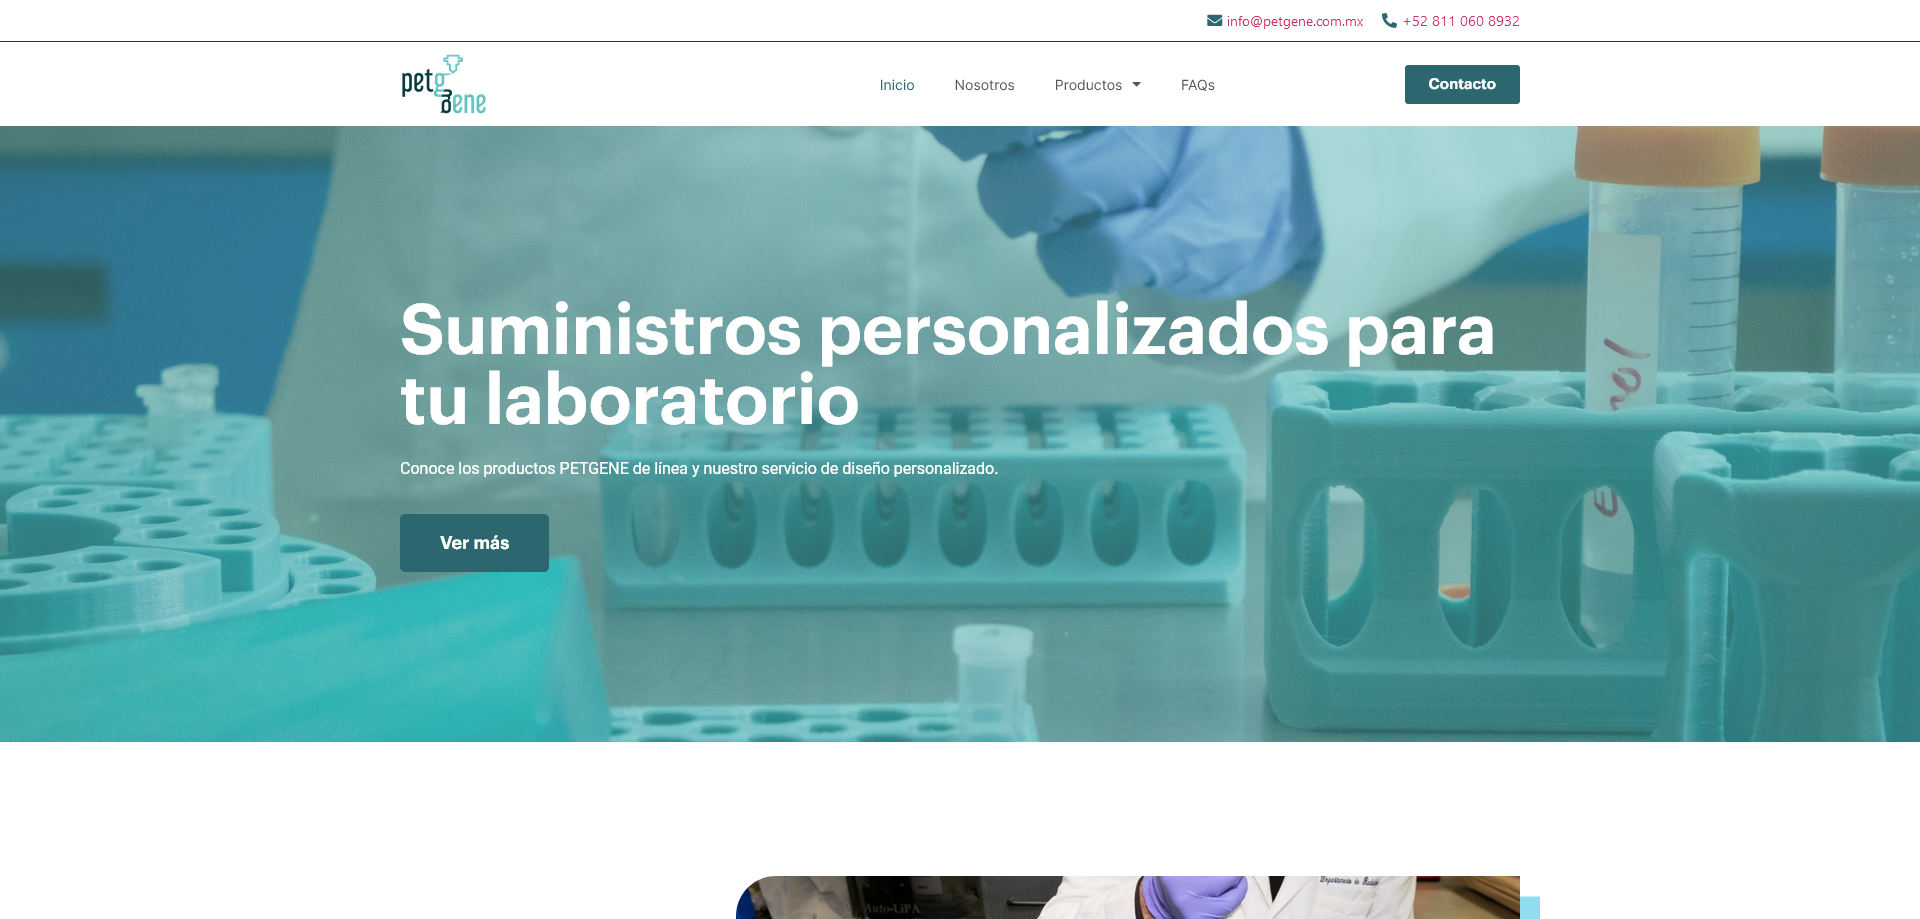 info@petgene.com.mx +52 811 060 8932
petgene
Inicio Nosotros Productos FAQs Contacto
Suministros personalizados para
tu laboratorio
Conoce los productos PETGENE de línea y nuestro servicio de diseño personalizado.
Ver más
Auto-LiPA